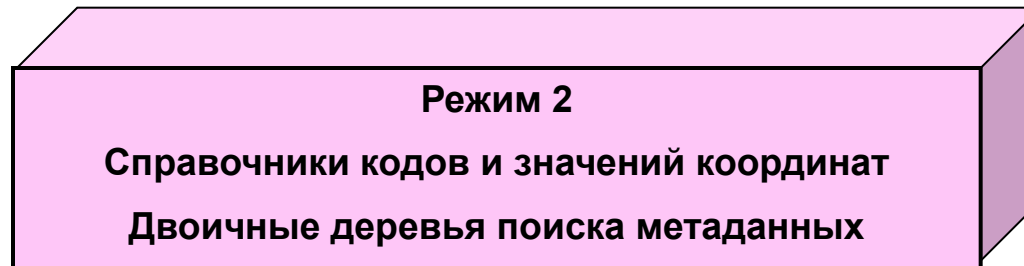 Режим 2
Справочники кодов и значений координат
Двоичные деревья поиска метаданных